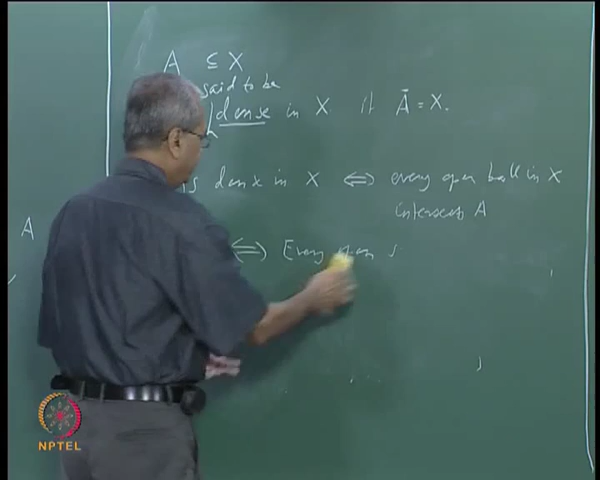 A ⊆ X
said to be
dense in X if Ā = X.
is dense in X ⇔ every open ball in X
intersects A
A
⇔ Every open s
NPTEL